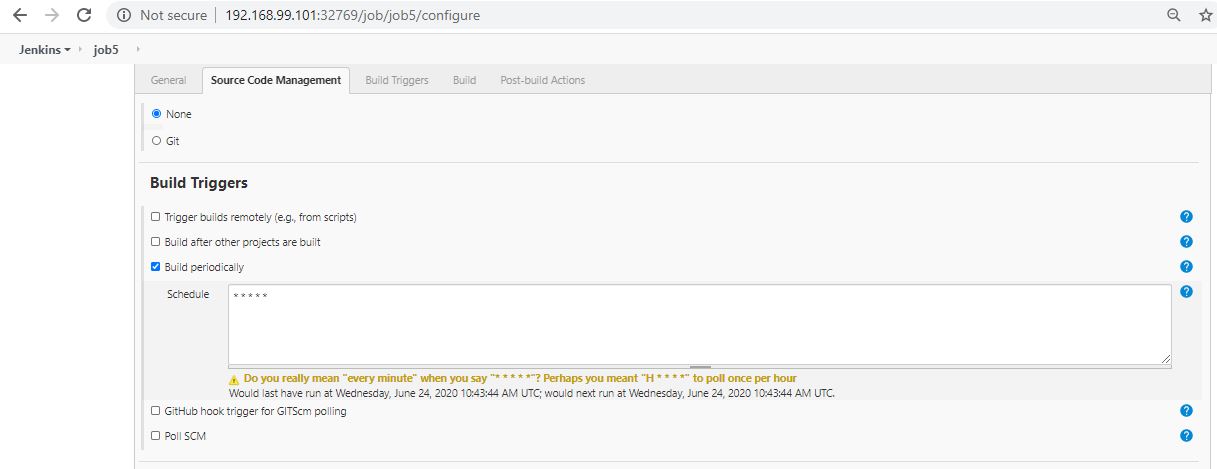 Not secure 192.168.99.101:32769/job/job5/configure
Jenkins job5
General Source Code Management Build Triggers Build Post-build Actions
None
Git
Build Triggers
Trigger builds remotely (e.g., from scripts)
Build after other projects are built
Build periodically
Schedule * * * * *
Do you really mean "every minute" when you say "* * * * *"? Perhaps you meant "H * * * *" to poll once per hour
Would last have run at Wednesday, June 24, 2020 10:43:44 AM UTC; would next run at Wednesday, June 24, 2020 10:43:44 AM UTC.
GitHub hook trigger for GITScm polling
Poll SCM